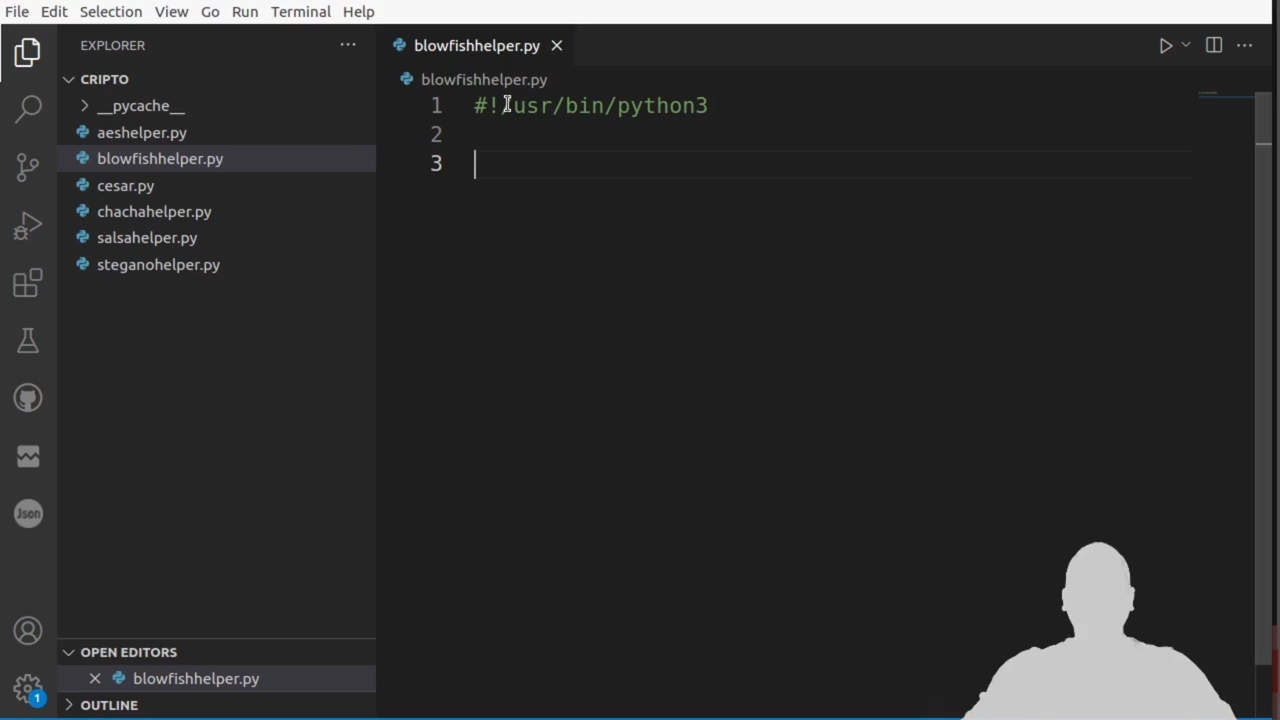 File Edit Selection View Go Run Terminal Help
EXPLORER
CRIPTO
__pycache__
aeshelper.py
blowfishhelper.py
cesar.py
chachahelper.py
salsahelper.py
steganohelper.py
OPEN EDITORS
blowfishhelper.py
OUTLINE
Json
1
blowfishhelper.py
blowfishhelper.py
1 #!/usr/bin/python3
2
3